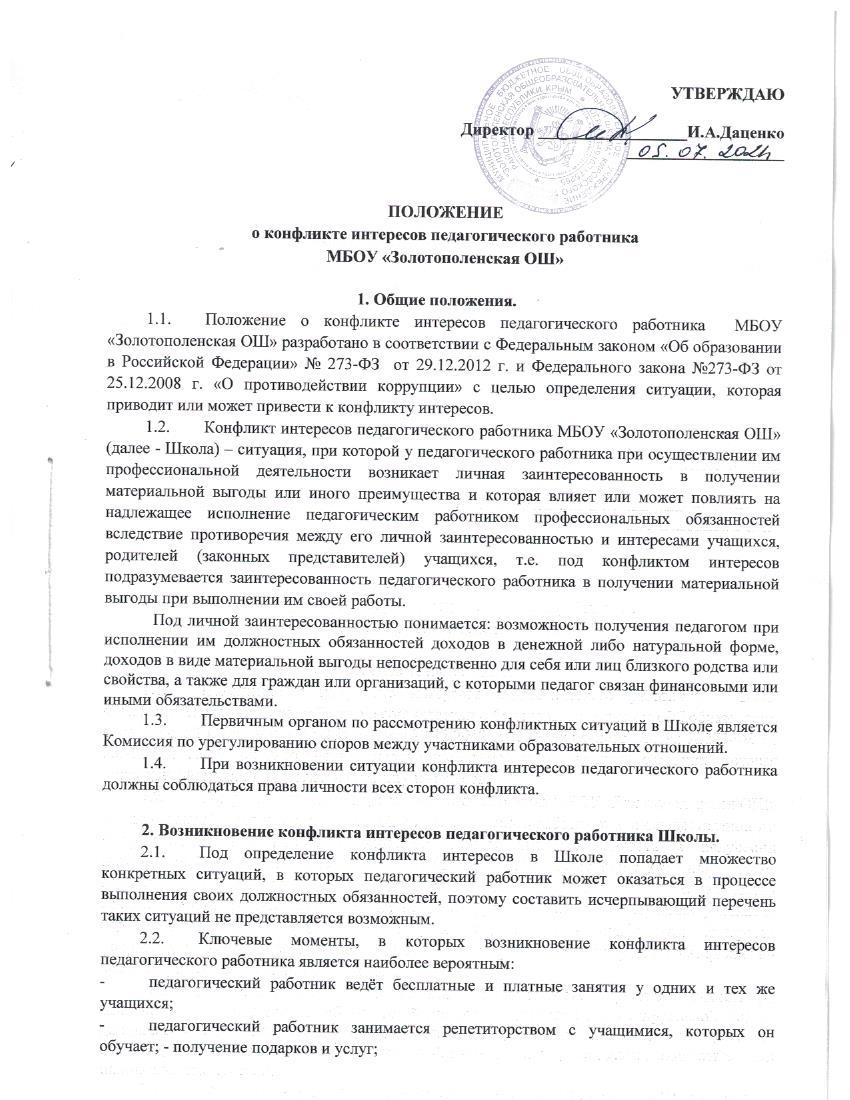 УТВЕРЖДАЮ
Директор И.А.Даценко
05.07.2021
ПОЛОЖЕНИЕ
о конфликте интересов педагогического работника
МБОУ «Золотополенская ОШ»
1. Общие положения.
1.1. Положение о конфликте интересов педагогического работника МБОУ
«Золотополенская ОШ» разработано в соответствии с Федеральным законом «Об образовании
в Российской Федерации» № 273-ФЗ от 29.12.2012 г. и Федерального закона №273-ФЗ от
25.12.2008 г. «О противодействии коррупции» с целью определения ситуации, которая
приводит или может привести к конфликту интересов.
1.2. Конфликт интересов педагогического работника МБОУ «Золотополенская ОШ»
(далее - Школа) – ситуация, при которой у педагогического работника при осуществлении им
профессиональной деятельности возникает личная заинтересованность в получении
материальной выгоды или иного преимущества и которая влияет или может повлиять на
надлежащее исполнение педагогическим работником профессиональных обязанностей
вследствие противоречия между его личной заинтересованностью и интересами учащихся,
родителей (законных представителей) учащихся, т.е. под конфликтом интересов
подразумевается заинтересованность педагогического работника в получении материальной
выгоды при выполнении им своей работы.
Под личной заинтересованностью понимается: возможность получения педагогом при
исполнении им должностных обязанностей доходов в денежной либо натуральной форме,
доходов в виде материальной выгоды непосредственно для себя или лиц близкого родства или
свойства, а также для граждан или организаций, с которыми педагог связан финансовыми или
иными обязательствами.
1.3. Первичным органом по рассмотрению конфликтных ситуаций в Школе является
Комиссия по урегулированию споров между участниками образовательных отношений.
1.4. При возникновении ситуации конфликта интересов педагогического работника
должны соблюдаться права личности всех сторон конфликта.
2. Возникновение конфликта интересов педагогического работника Школы.
2.1. Под определение конфликта интересов в Школе попадает множество
конкретных ситуаций, в которых педагогический работник может оказаться в процессе
выполнения своих должностных обязанностей, поэтому составить исчерпывающий перечень
таких ситуаций не представляется возможным.
2.2. Ключевые моменты, в которых возникновение конфликта интересов
педагогического работника является наиболее вероятным:
- педагогический работник ведёт бесплатные и платные занятия у одних и тех же
учащихся;
- педагогический работник занимается репетиторством с учащимися, которых он
обучает; - получение подарков и услуг;